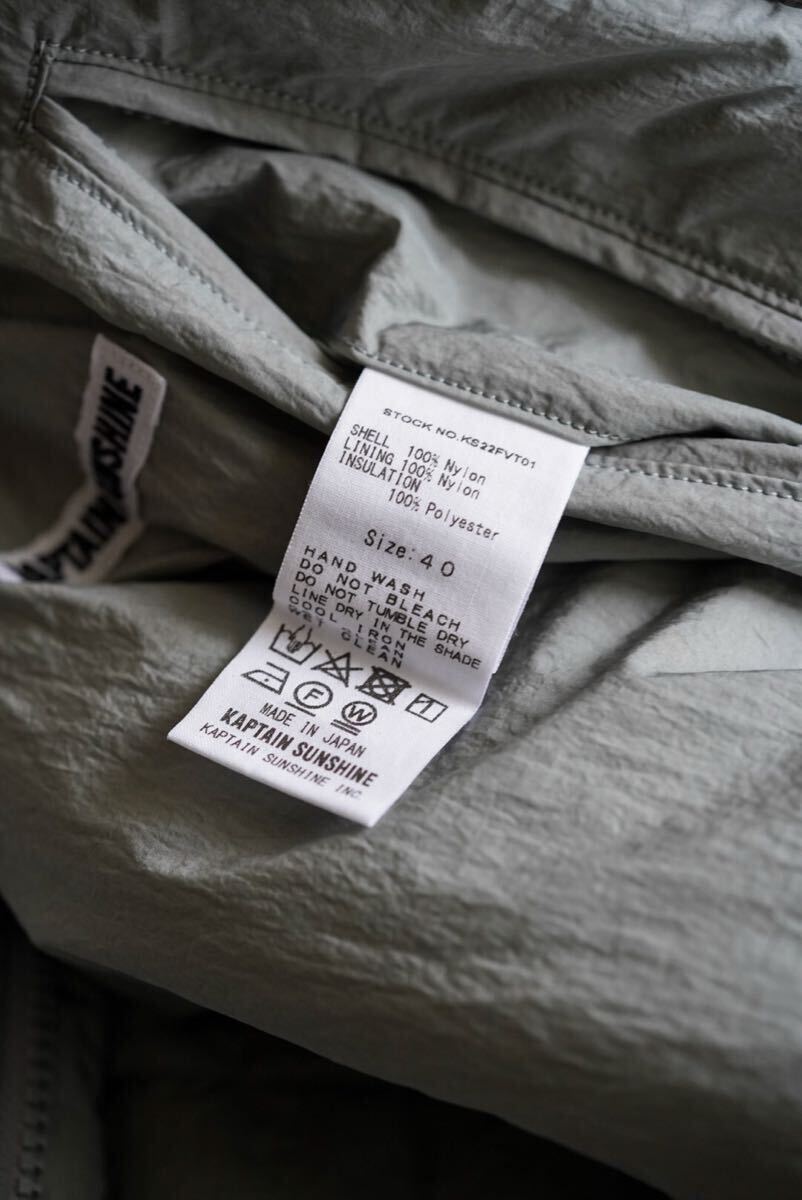 STOCK NO.KS22FVT01
SHELL 100% Nylon
LINING 100% Nylon
INSULATION
100% Polyester
Size:40
HAND WASH
DO NOT BLEACH
DO NOT TUMBLE DRY
LINE DRY IN THE SHADE
COOL IRON
WET CLEAN
F
W
MADE IN JAPAN
KAPTAIN SUNSHINE
KAPTAIN SUNSHINE INC.
KAPTAIN SUNSHINE